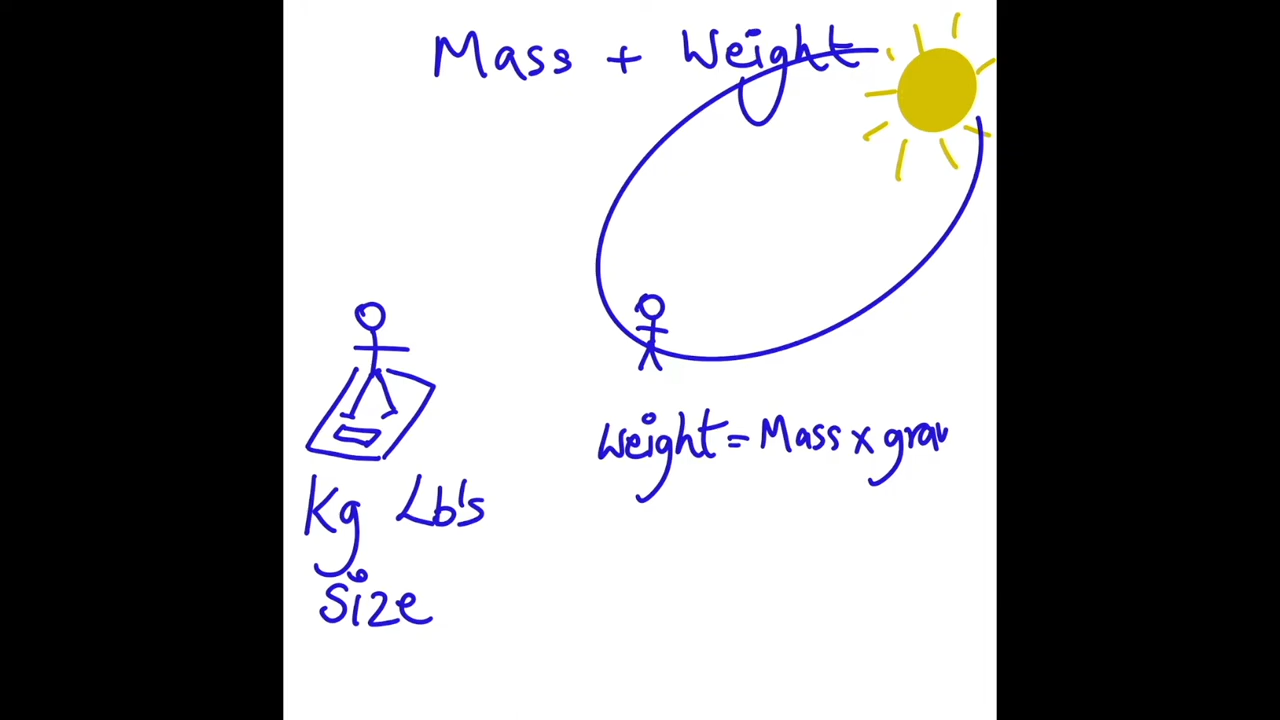 Mass + Weight
Weight = Mass x grav
Kg Lb's
Size